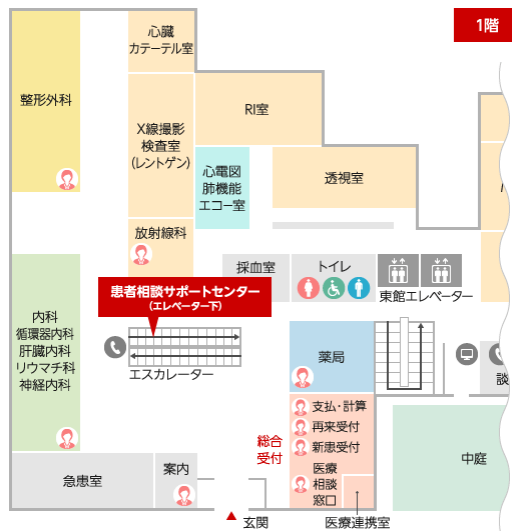 1階
心臓
カテーテル室
整形外科
X線撮影
検査室
(レントゲン)
RI室
心電図
肺機能
エコー室
透視室
放射線科
採血室
トイレ
東館エレベーター
患者相談サポートセンター
(エレベーター下)
内科
循環器内科
肝臓内科
リウマチ科
神経内科
エスカレーター
薬局
談
支払・計算
再来受付
新患受付
総合
受付
医療
相談
窓口
急患室
案内
中庭
玄関
医療連携室